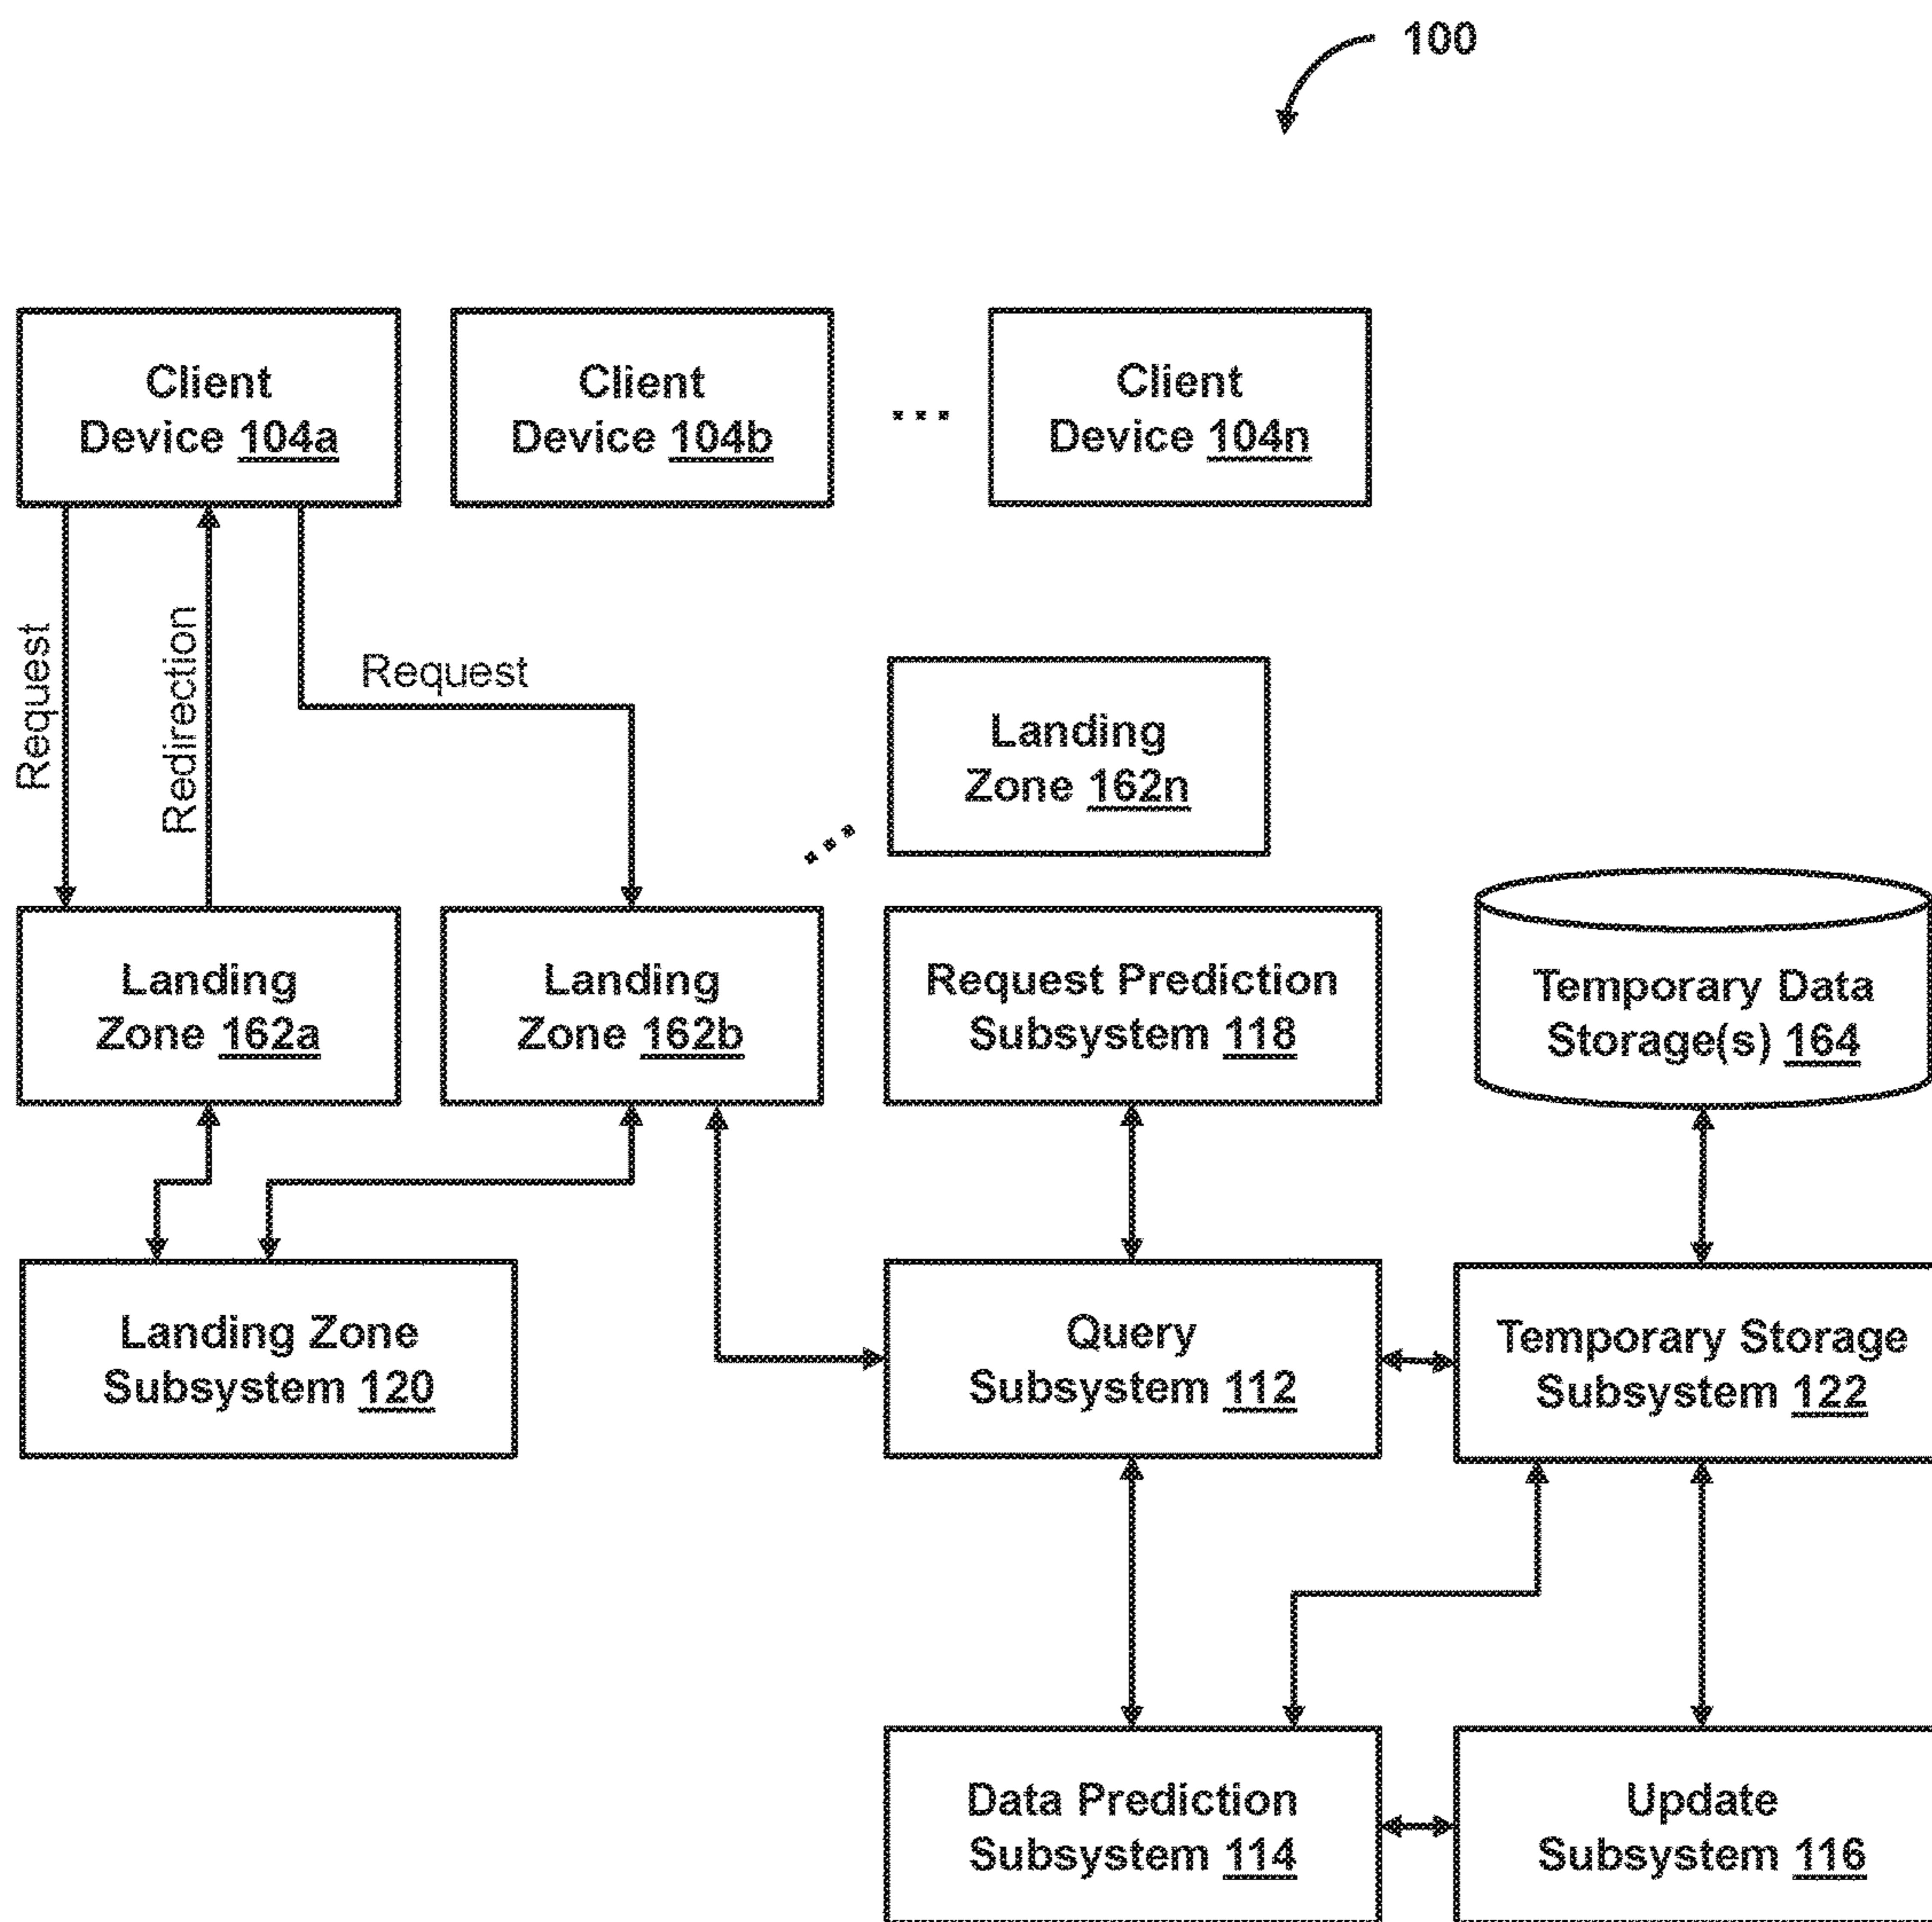 100
Client
Device 104a
Client
Device 104b
...
Client
Device 104n
Request
Redirection
Request
Landing
Zone 162n
...
Landing
Zone 162a
Landing
Zone 162b
Request Prediction
Subsystem 118
Temporary Data
Storage(s) 164
Landing Zone
Subsystem 120
Query
Subsystem 112
Temporary Storage
Subsystem 122
Data Prediction
Subsystem 114
Update
Subsystem 116